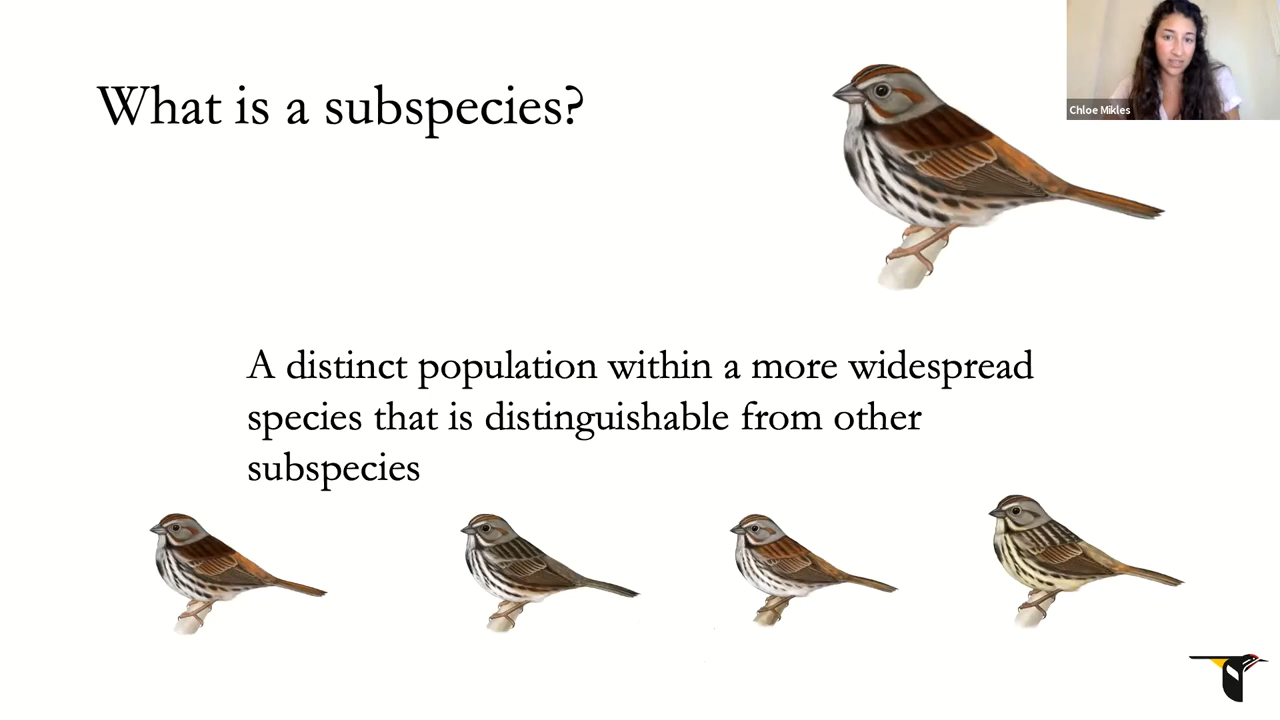 What is a subspecies?
Chloe Mikles
A distinct population within a more widespread
species that is distinguishable from other
subspecies